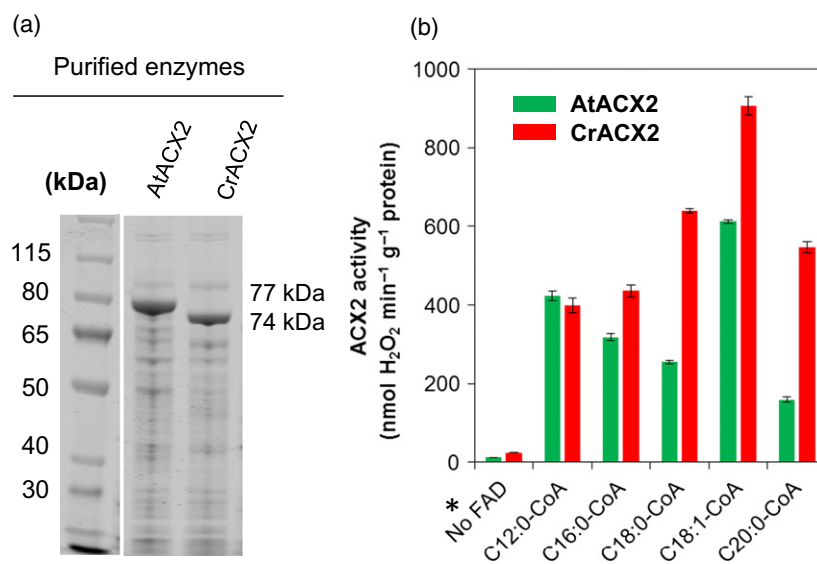 (a)
Purified enzymes
(kDa)
AtACX2
CrACX2
115
80
65
50
40
30
77 kDa
74 kDa
(b)
ACX2 activity
(nmol H₂O₂ min⁻¹ g⁻¹ protein)
1000
800
600
400
200
0
AtACX2
CrACX2
*
No FAD
C12:0-CoA
C16:0-CoA
C18:0-CoA
C18:1-CoA
C20:0-CoA